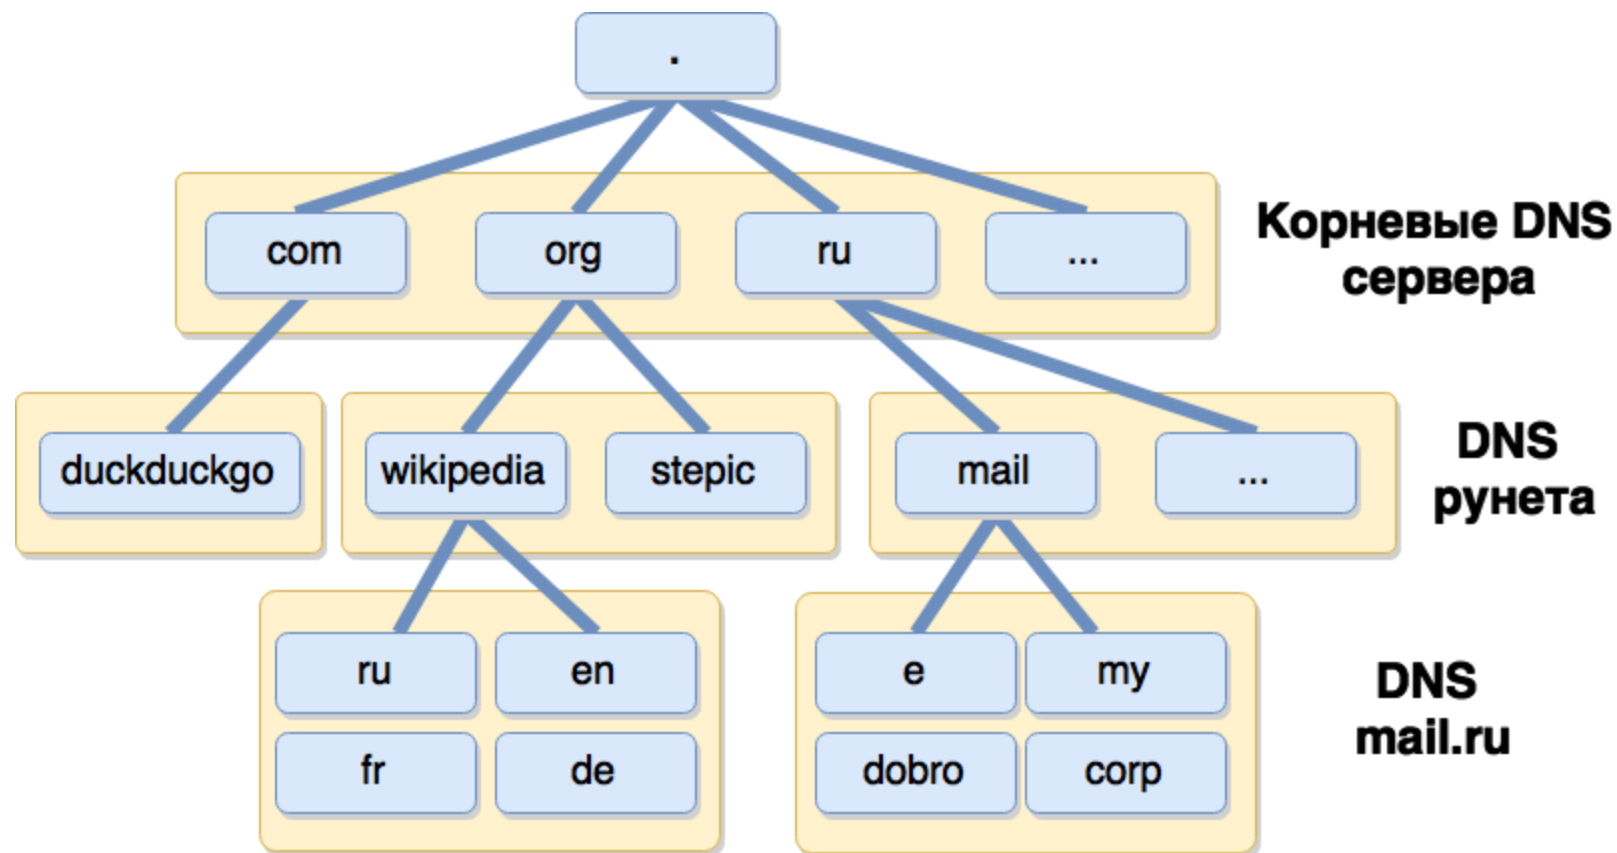 .
com
org
ru
...
Корневые DNS
сервера
duckduckgo
wikipedia
stepic
mail
...
DNS
рунета
ru
en
e
my
fr
de
dobro
corp
DNS
mail.ru